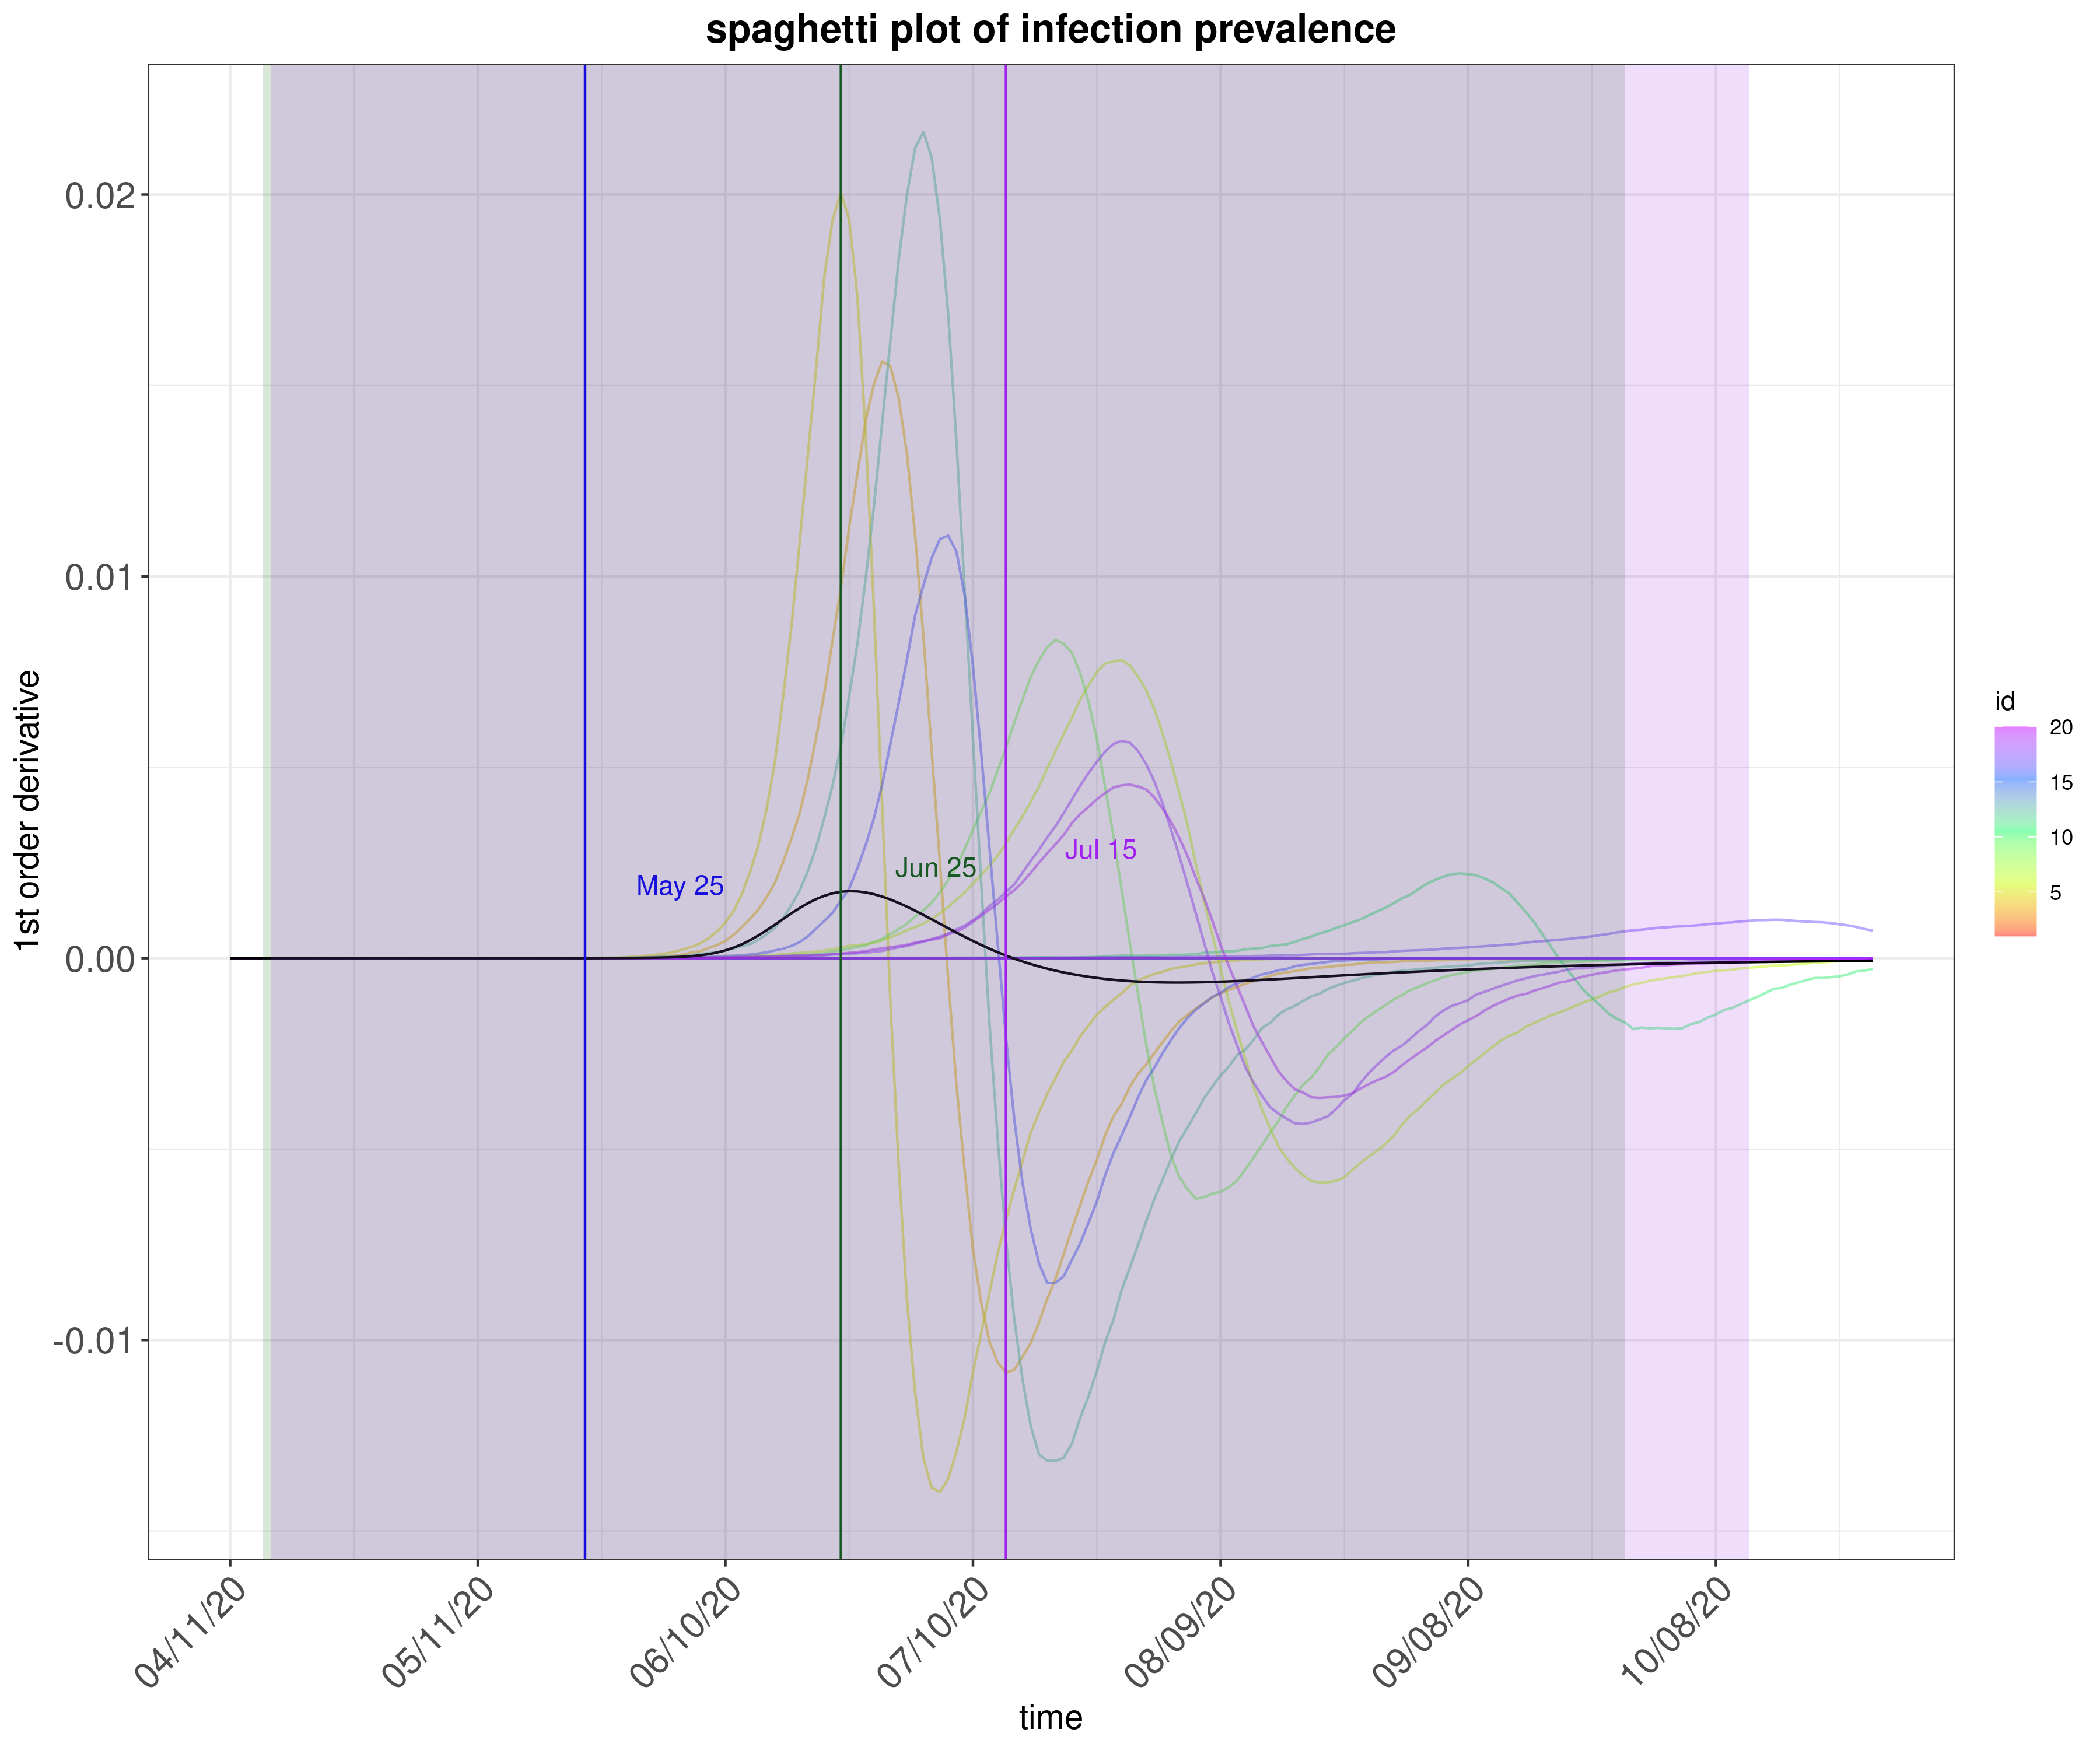 spaghetti plot of infection prevalence
1st order derivative
0.02
0.01
0.00
-0.01
May 25
Jun 25
Jul 15
04/11/20
05/11/20
06/10/20
07/10/20
08/09/20
09/08/20
10/08/20
time
id
20
15
10
5